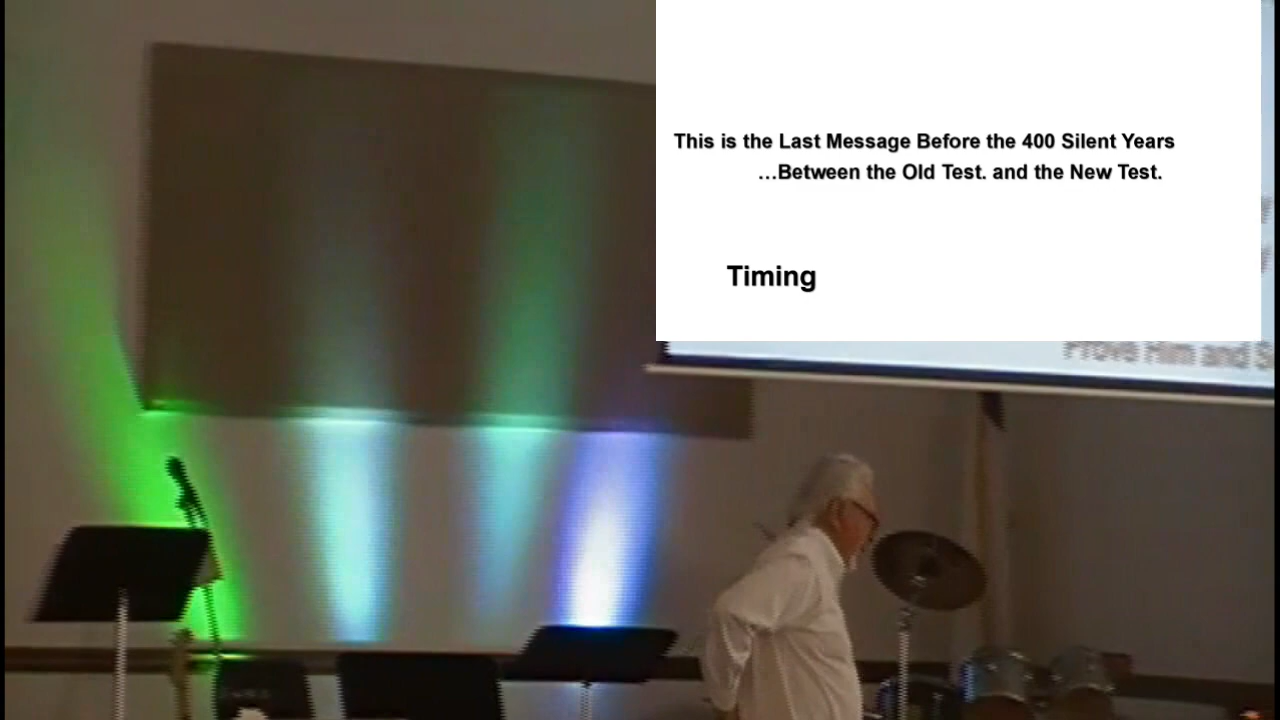 This is the Last Message Before the 400 Silent Years
…Between the Old Test. and the New Test.
Timing